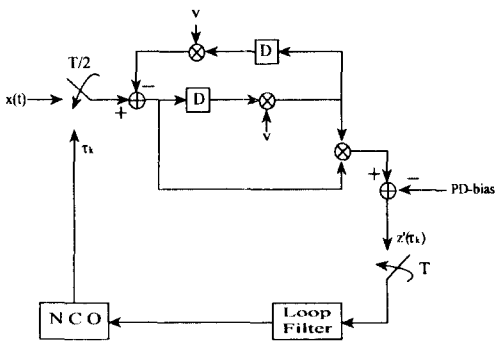 v
D
T/2
−
x(t)
+
D
v
τk
+
−
PD-bias
z'(τk)
T
NCO
Loop
Filter